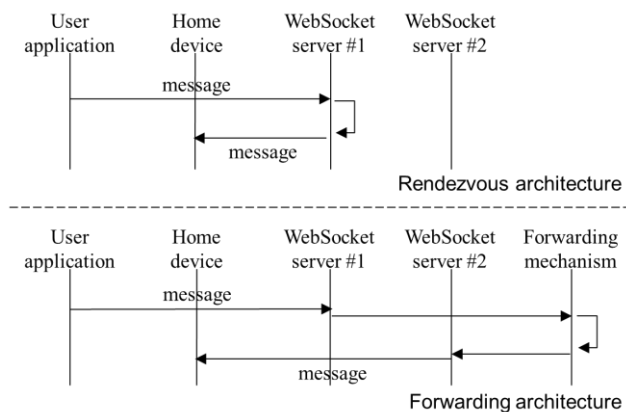 User Home WebSocket WebSocket
application device server #1 server #2
message
message
Rendezvous architecture
User Home WebSocket WebSocket Forwarding
application device server #1 server #2 mechanism
message
message
Forwarding architecture